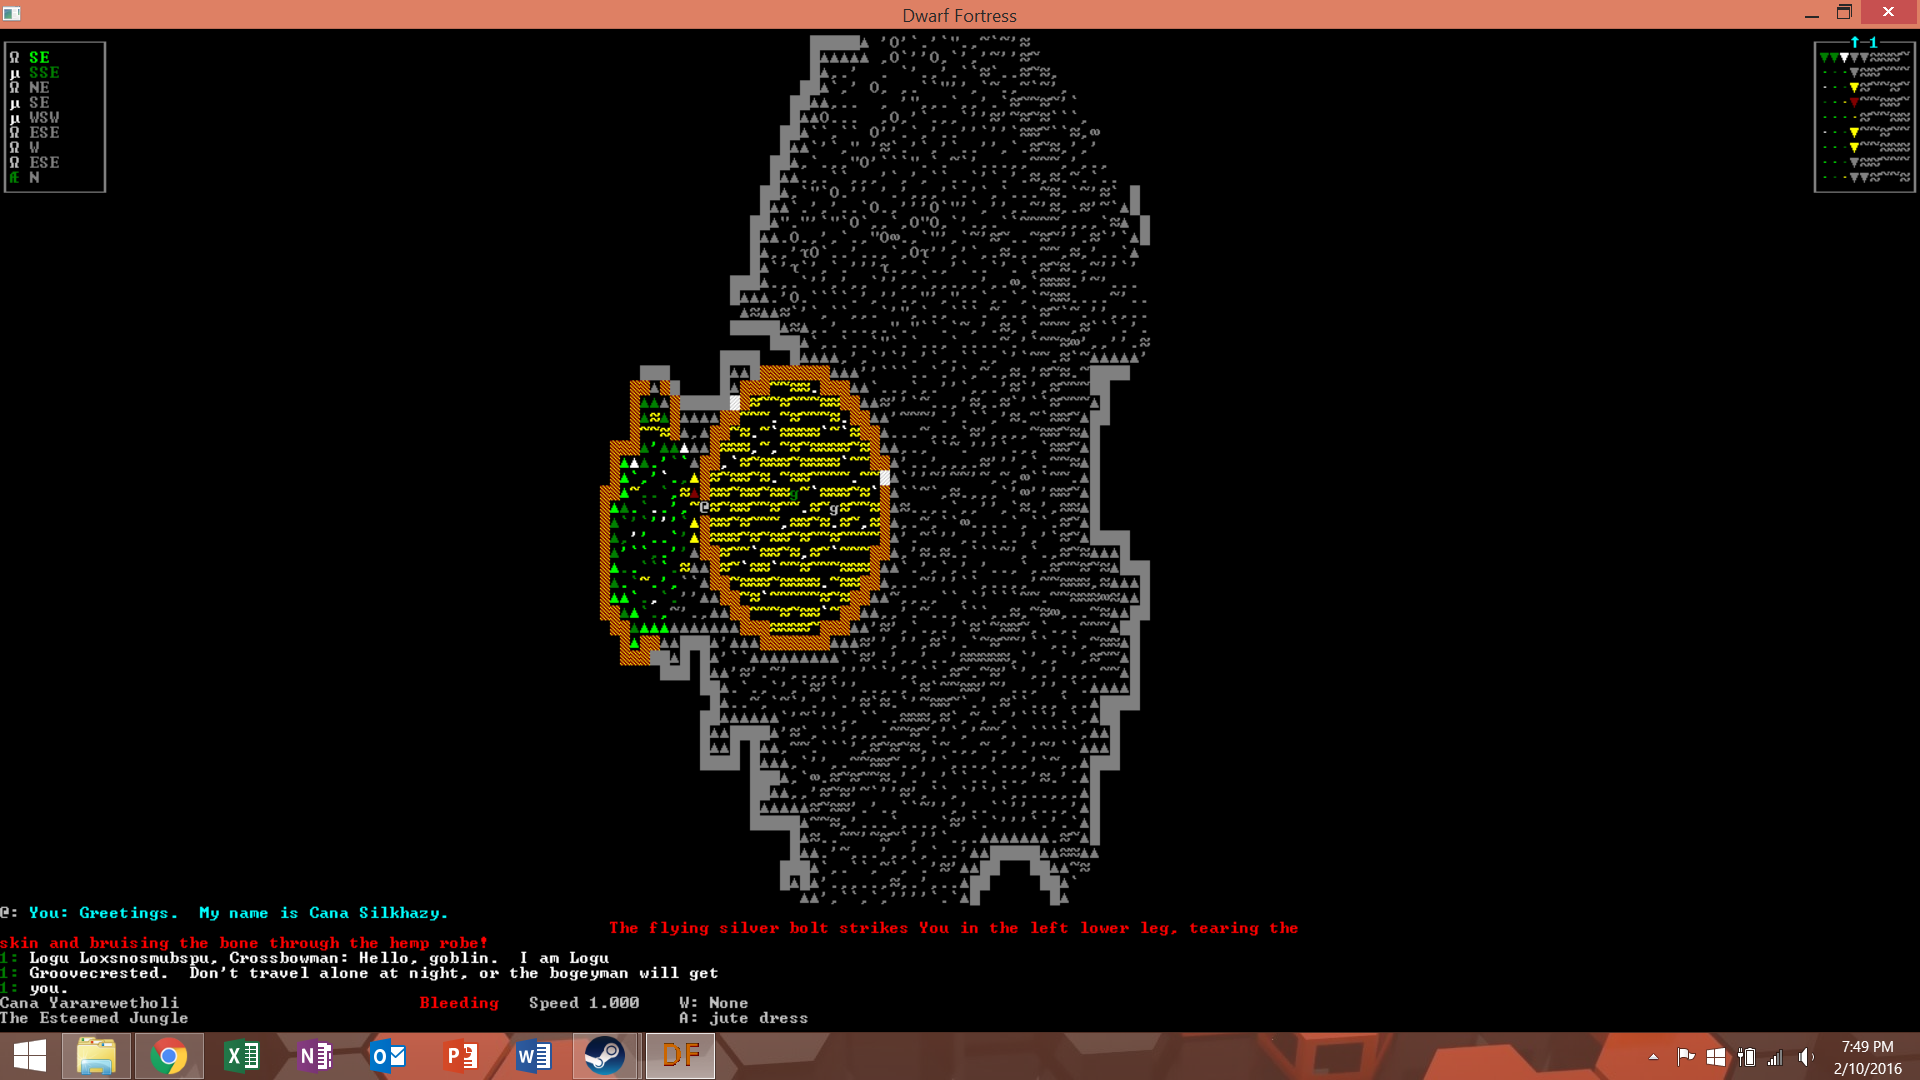 Dwarf Fortress
Ω SE
µ SSE
Ω NE
µ SE
µ WSW
Ω ESE
Ω W
Ω ESE
Æ N
↑-1
@: You: Greetings.  My name is Cana Silkhazy.
The flying silver bolt strikes You in the left lower leg, tearing the
skin and bruising the bone through the hemp robe!
1: Logu Loxsnosmubspu, Crossbowman: Hello, goblin.  I am Logu
1: Groovecrested.  Don't travel alone at night, or the bogeyman will get
1: you.
Cana Yararewetholi Bleeding Speed 1.000 W: None
The Esteemed Jungle A: jute dress
DF
7:49 PM
2/10/2016